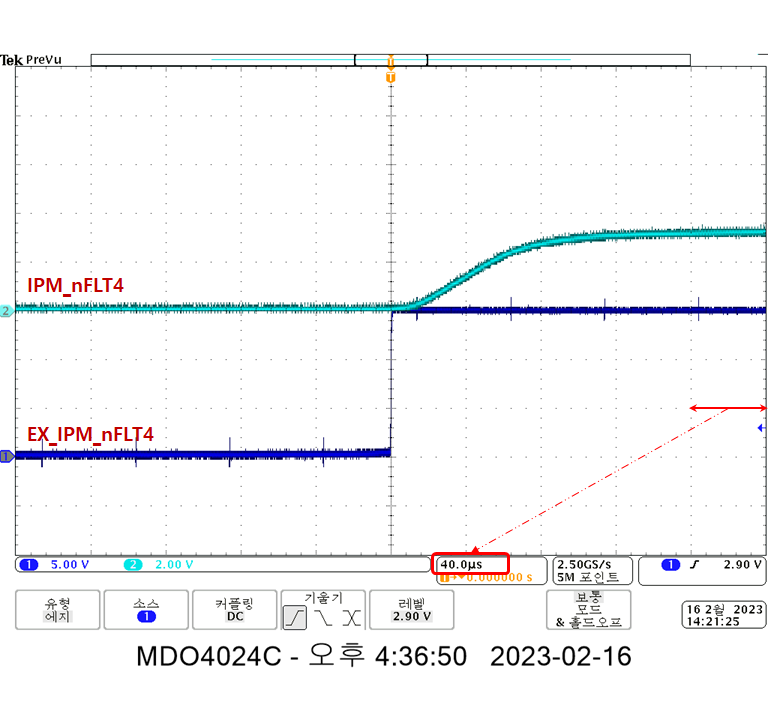 Tek PreVu
T
T
IPM_nFLT4
2
EX_IPM_nFLT4
1
1 5.00 V 2 2.00 V 40.0µs 2.50GS/s 1 2.90 V
0.000000 s 5M 포인트
유형 소스 커플링 기울기 레벨 보통
에지 1 DC 2.90 V 모드
& 홀드오프
16 2월 2023
14:21:25
MDO4024C - 오후 4:36:50 2023-02-16